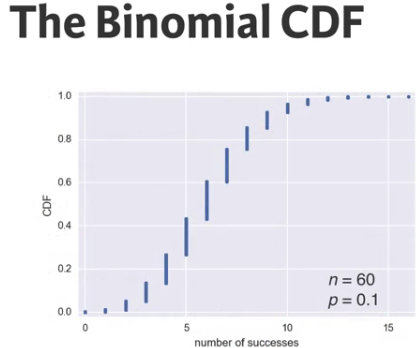 The Binomial CDF
1.0
0.8
0.6
0.4
0.2
0.0
CDF
n = 60
p = 0.1
0
5
10
15
number of successes